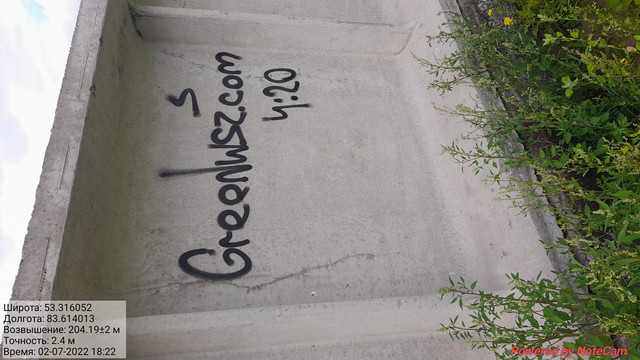 s
GreenWSZ.com
4:20
Широта: 53.316052
Долгота: 83.614013
Возвышение: 204.19±2 м
Точность: 2.4 м
Время: 02-07-2022 18:22
Powered by NoteCam